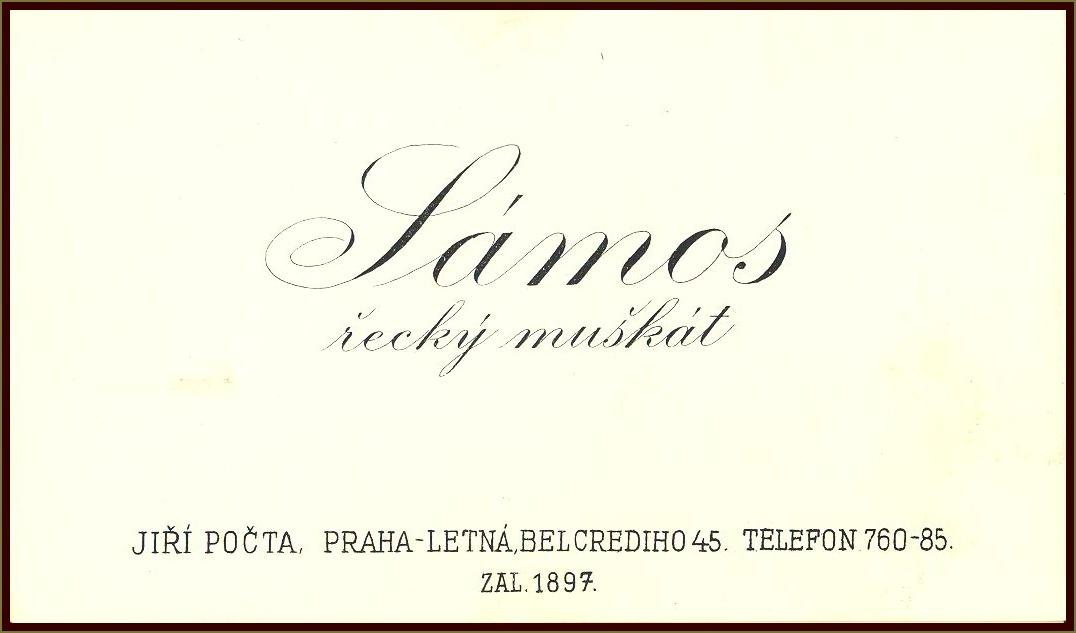 Sámos
řecký muškát
JIŘÍ POČTA, PRAHA-LETNÁ, BELCREDIHO 45. TELEFON 760-85.
ZAL. 1897.